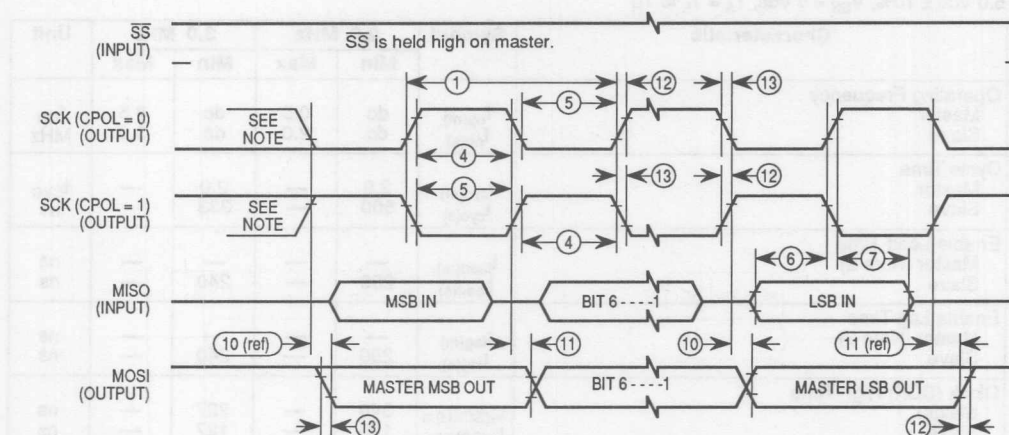 SS
(INPUT)
SS is held high on master.
1
12
13
5
SCK (CPOL = 0)
(OUTPUT)
SEE
NOTE
4
5
13
12
SCK (CPOL = 1)
(OUTPUT)
SEE
NOTE
4
6
7
MISO
(INPUT)
MSB IN
BIT 6 - - - - 1
LSB IN
10 (ref)
11
10
11 (ref)
MOSI
(OUTPUT)
MASTER MSB OUT
BIT 6 - - - - 1
MASTER LSB OUT
13
12